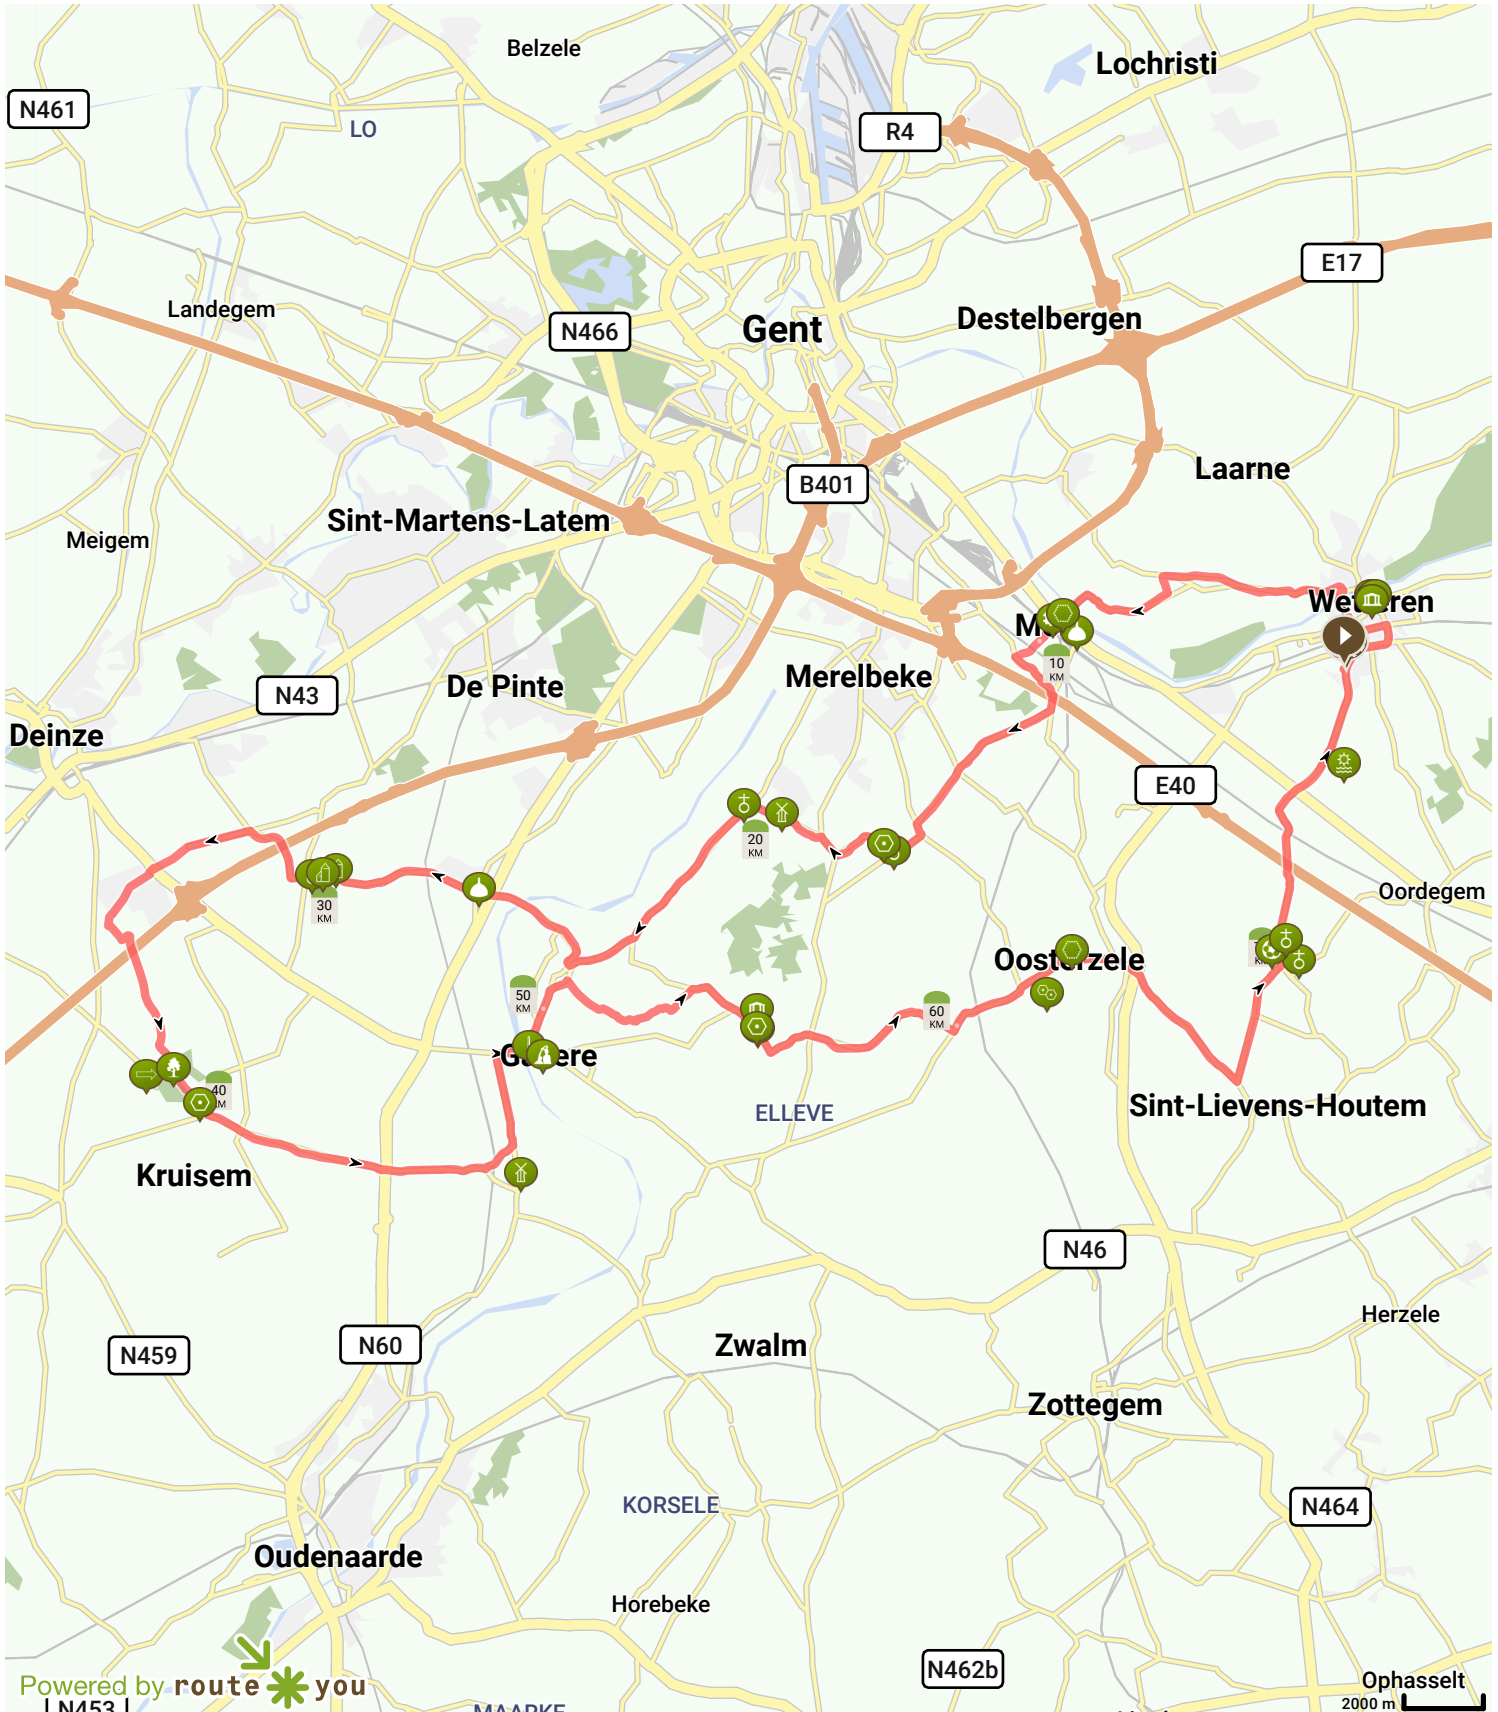 Belzele
Lochristi
N461
LO
R4
E17
Landegem
N466
Gent
Destelbergen
B401
Laarne
Sint-Martens-Latem
Meigem
Merelbeke
10
KM
De Pinte
N43
Deinze
E40
20
KM
Oordegem
30
KM
Oosterzele
50
KM
60
KM
40
ELLEVE
Sint-Lievens-Houtem
Kruisem
N46
Herzele
N459
N60
Zwalm
Zottegem
KORSELE
N464
Oudenaarde
Horebeke
N462b
Ophasselt
Powered by route you
2000 m
N453
MAARKE